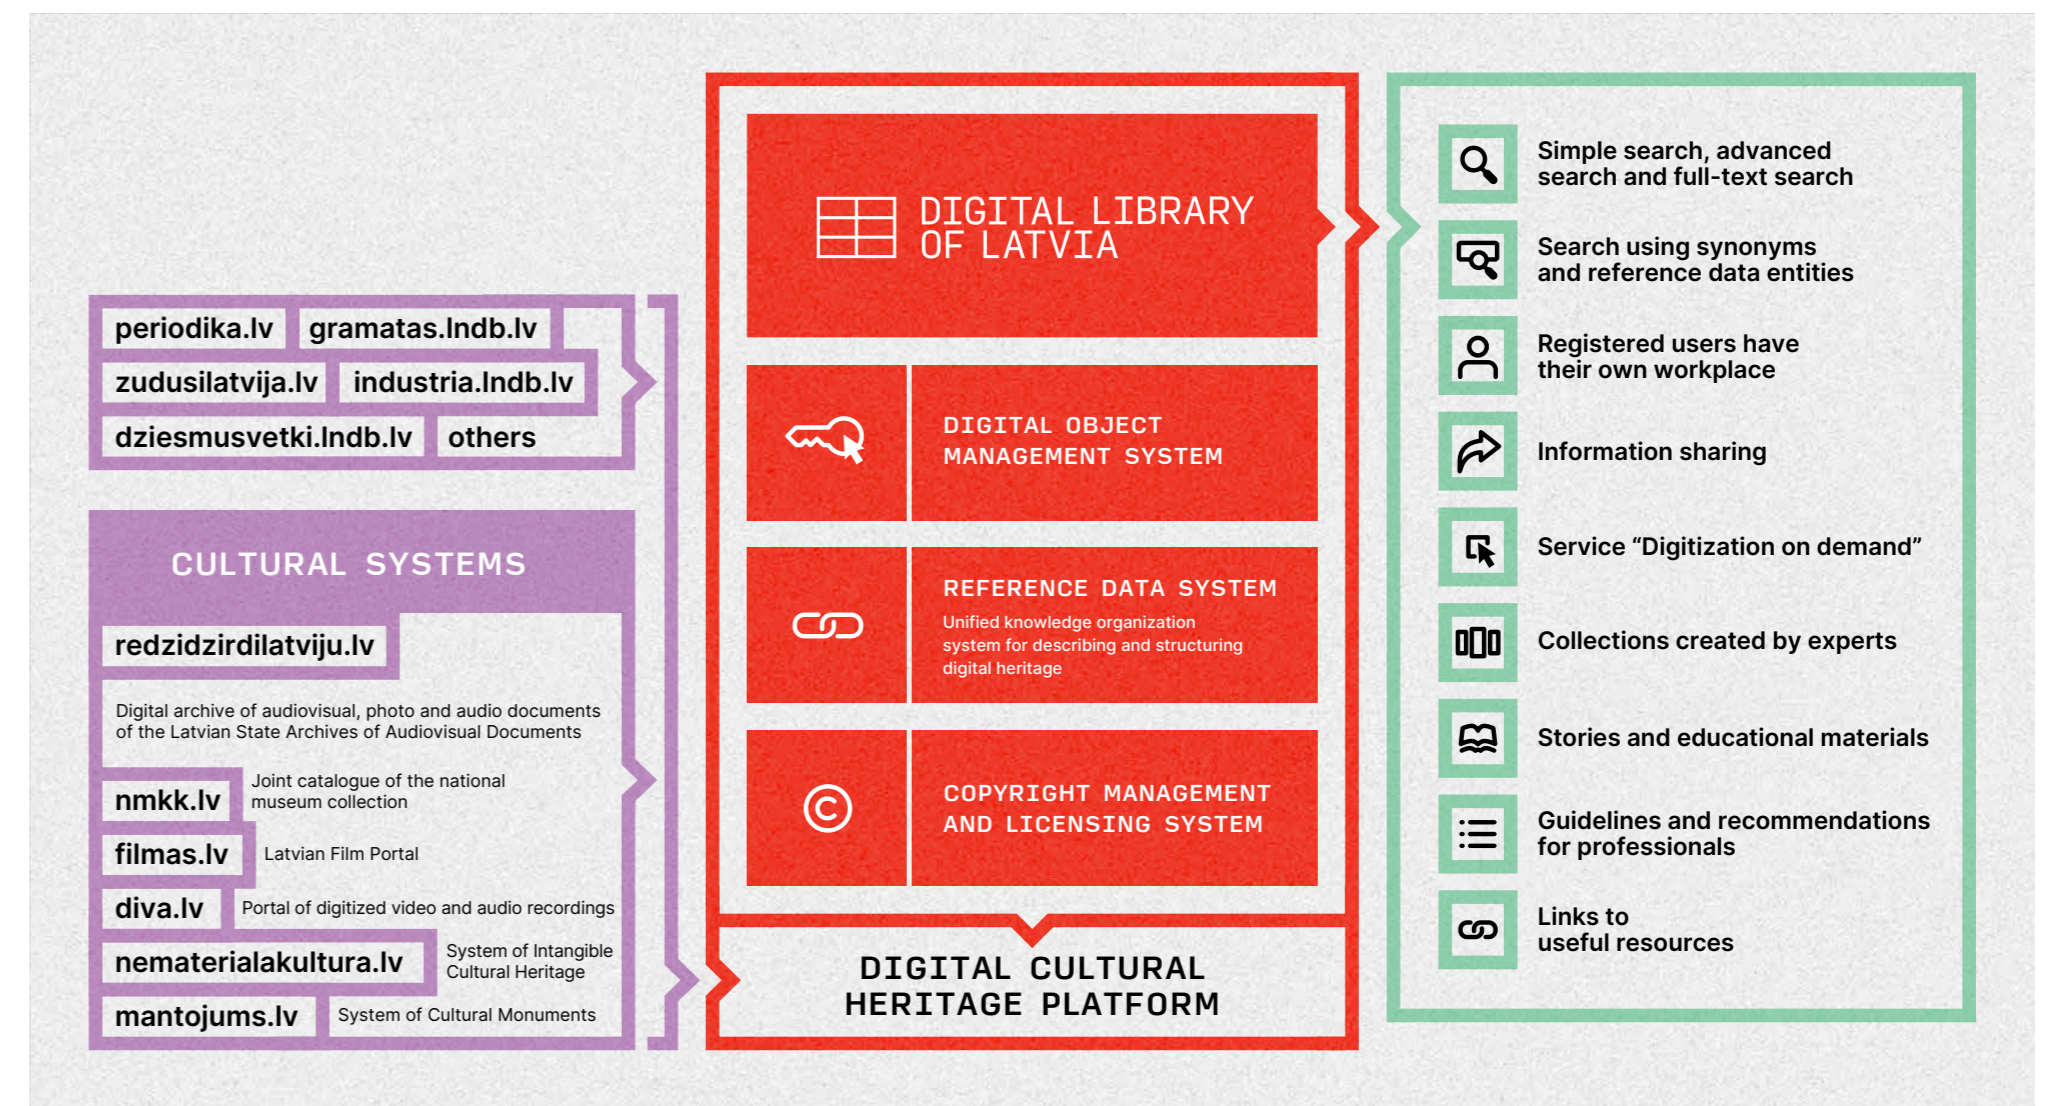 periodika.lv
gramatas.lndb.lv
zudusilatvija.lv
industria.lndb.lv
dziesmusvetki.lndb.lv
others
CULTURAL SYSTEMS
redzidzirdilatviju.lv
Digital archive of audiovisual, photo and audio documents
of the Latvian State Archives of Audiovisual Documents
nmkk.lv
Joint catalogue of the national
museum collection
filmas.lv
Latvian Film Portal
diva.lv
Portal of digitized video and audio recordings
nematerialakultura.lv
System of Intangible
Cultural Heritage
mantojums.lv
System of Cultural Monuments
DIGITAL LIBRARY
OF LATVIA
DIGITAL OBJECT
MANAGEMENT SYSTEM
REFERENCE DATA SYSTEM
Unified knowledge organization
system for describing and structuring
digital heritage
©
COPYRIGHT MANAGEMENT
AND LICENSING SYSTEM
DIGITAL CULTURAL
HERITAGE PLATFORM
Simple search, advanced
search and full-text search
Search using synonyms
and reference data entities
Registered users have
their own workplace
Information sharing
Service “Digitization on demand”
Collections created by experts
Stories and educational materials
Guidelines and recommendations
for professionals
Links to
useful resources